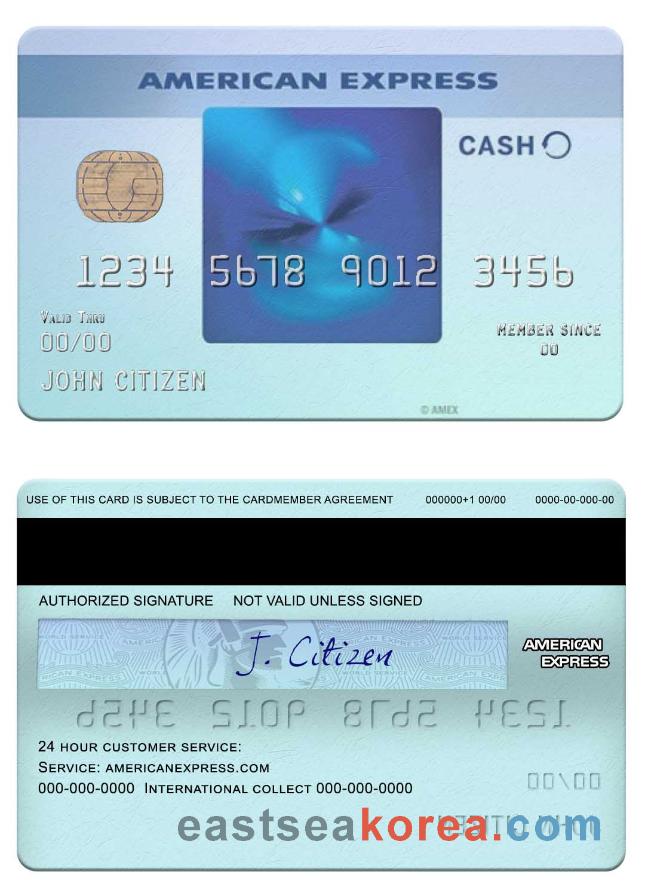 AMERICAN EXPRESS
CASH
1234 5678 9012 3456
VALID THRU
00/00
MEMBER SINCE
00
JOHN CITIZEN
© AMEX
USE OF THIS CARD IS SUBJECT TO THE CARDMEMBER AGREEMENT 000000+1 00/00 0000-00-000-00
AUTHORIZED SIGNATURE NOT VALID UNLESS SIGNED
J. Citizen
AMERICAN
EXPRESS
24 HOUR CUSTOMER SERVICE:
SERVICE: AMERICANEXPRESS.COM
000-000-0000 INTERNATIONAL COLLECT 000-000-0000
eastseakorea.com